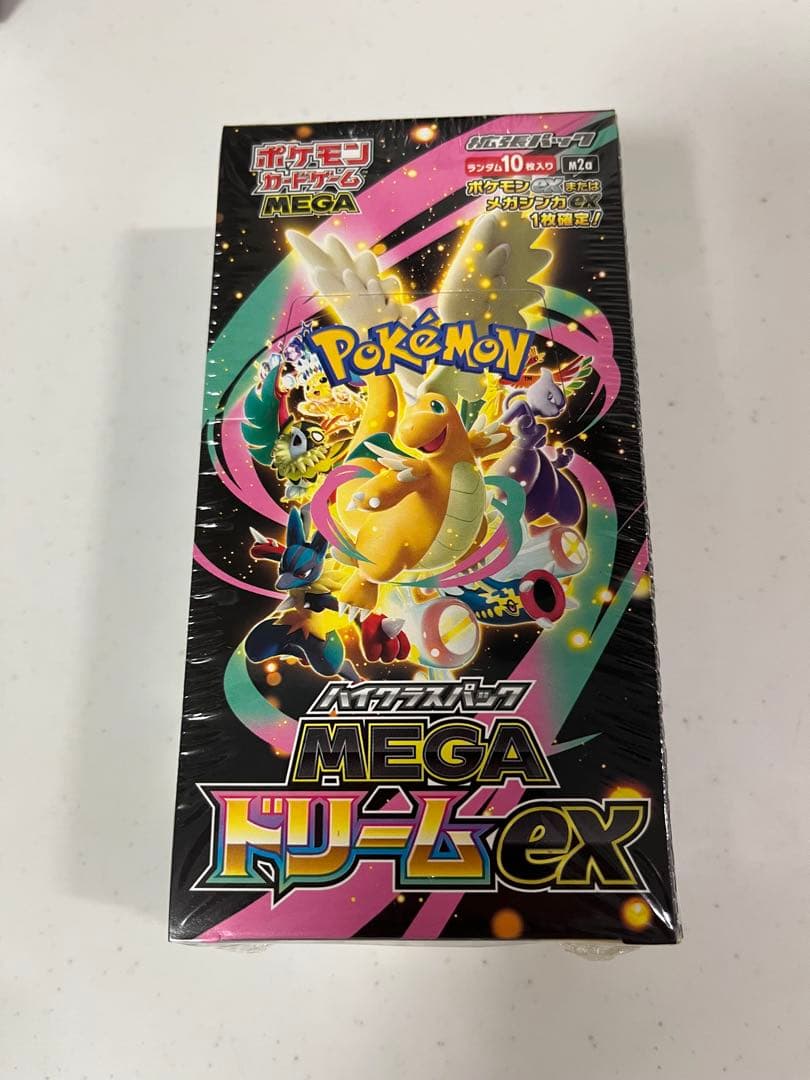 ポケモン
カードゲーム
MEGA
拡張パック
ランダム10枚入り M2a
ポケモンexまたは
メガシンカex
1枚確定!
POKéMON
TM
ハイクラスパック
MEGA
ドリームex